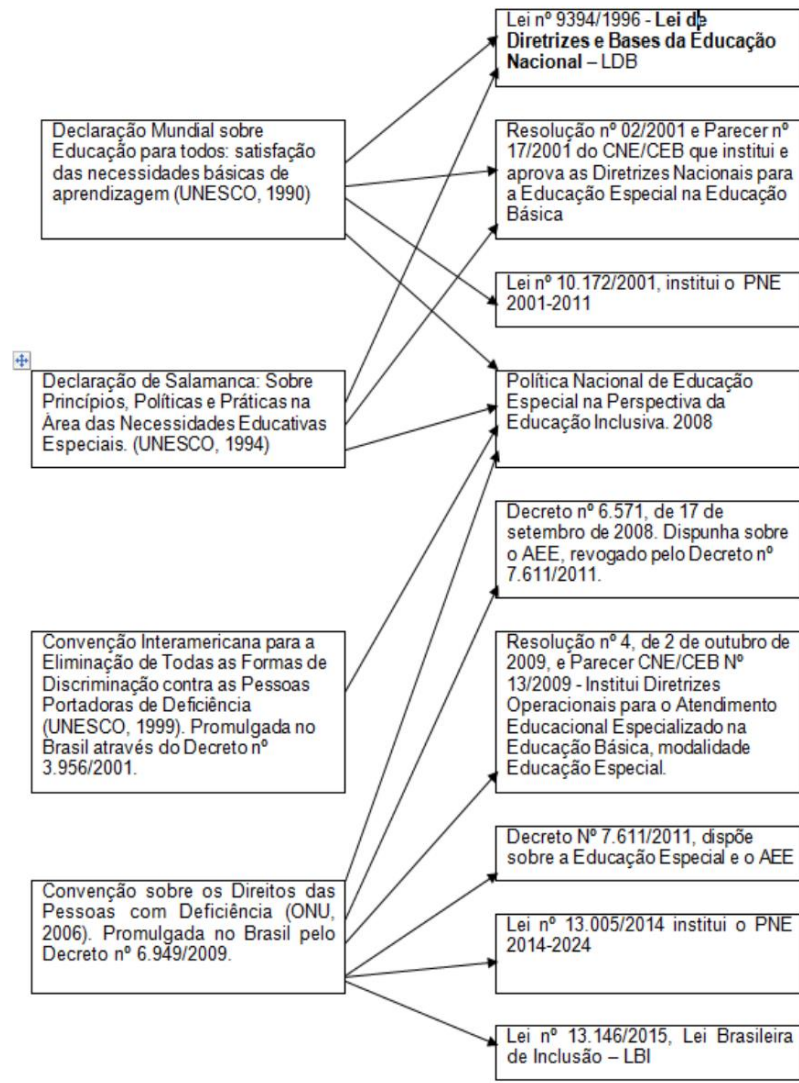 Lei nº 9394/1996 - Lei de
Diretrizes e Bases da Educação
Nacional – LDB
Declaração Mundial sobre
Educação para todos: satisfação
das necessidades básicas de
aprendizagem (UNESCO, 1990)
Resolução nº 02/2001 e Parecer nº
17/2001 do CNE/CEB que institui e
aprova as Diretrizes Nacionais para
a Educação Especial na Educação
Básica
Lei nº 10.172/2001, institui o PNE
2001-2011
Declaração de Salamanca: Sobre
Princípios, Políticas e Práticas na
Área das Necessidades Educativas
Especiais. (UNESCO, 1994)
Política Nacional de Educação
Especial na Perspectiva da
Educação Inclusiva. 2008
Decreto nº 6.571, de 17 de
setembro de 2008. Dispunha sobre
o AEE, revogado pelo Decreto nº
7.611/2011.
Convenção Interamericana para a
Eliminação de Todas as Formas de
Discriminação contra as Pessoas
Portadoras de Deficiência
(UNESCO, 1999). Promulgada no
Brasil através do Decreto nº
3.956/2001.
Resolução nº 4, de 2 de outubro de
2009, e Parecer CNE/CEB Nº
13/2009 - Institui Diretrizes
Operacionais para o Atendimento
Educacional Especializado na
Educação Básica, modalidade
Educação Especial.
Decreto Nº 7.611/2011, dispõe
sobre a Educação Especial e o AEE
Convenção sobre os Direitos das
Pessoas com Deficiência (ONU,
2006). Promulgada no Brasil pelo
Decreto nº 6.949/2009.
Lei nº 13.005/2014 institui o PNE
2014-2024
Lei nº 13.146/2015, Lei Brasileira
de Inclusão – LBI